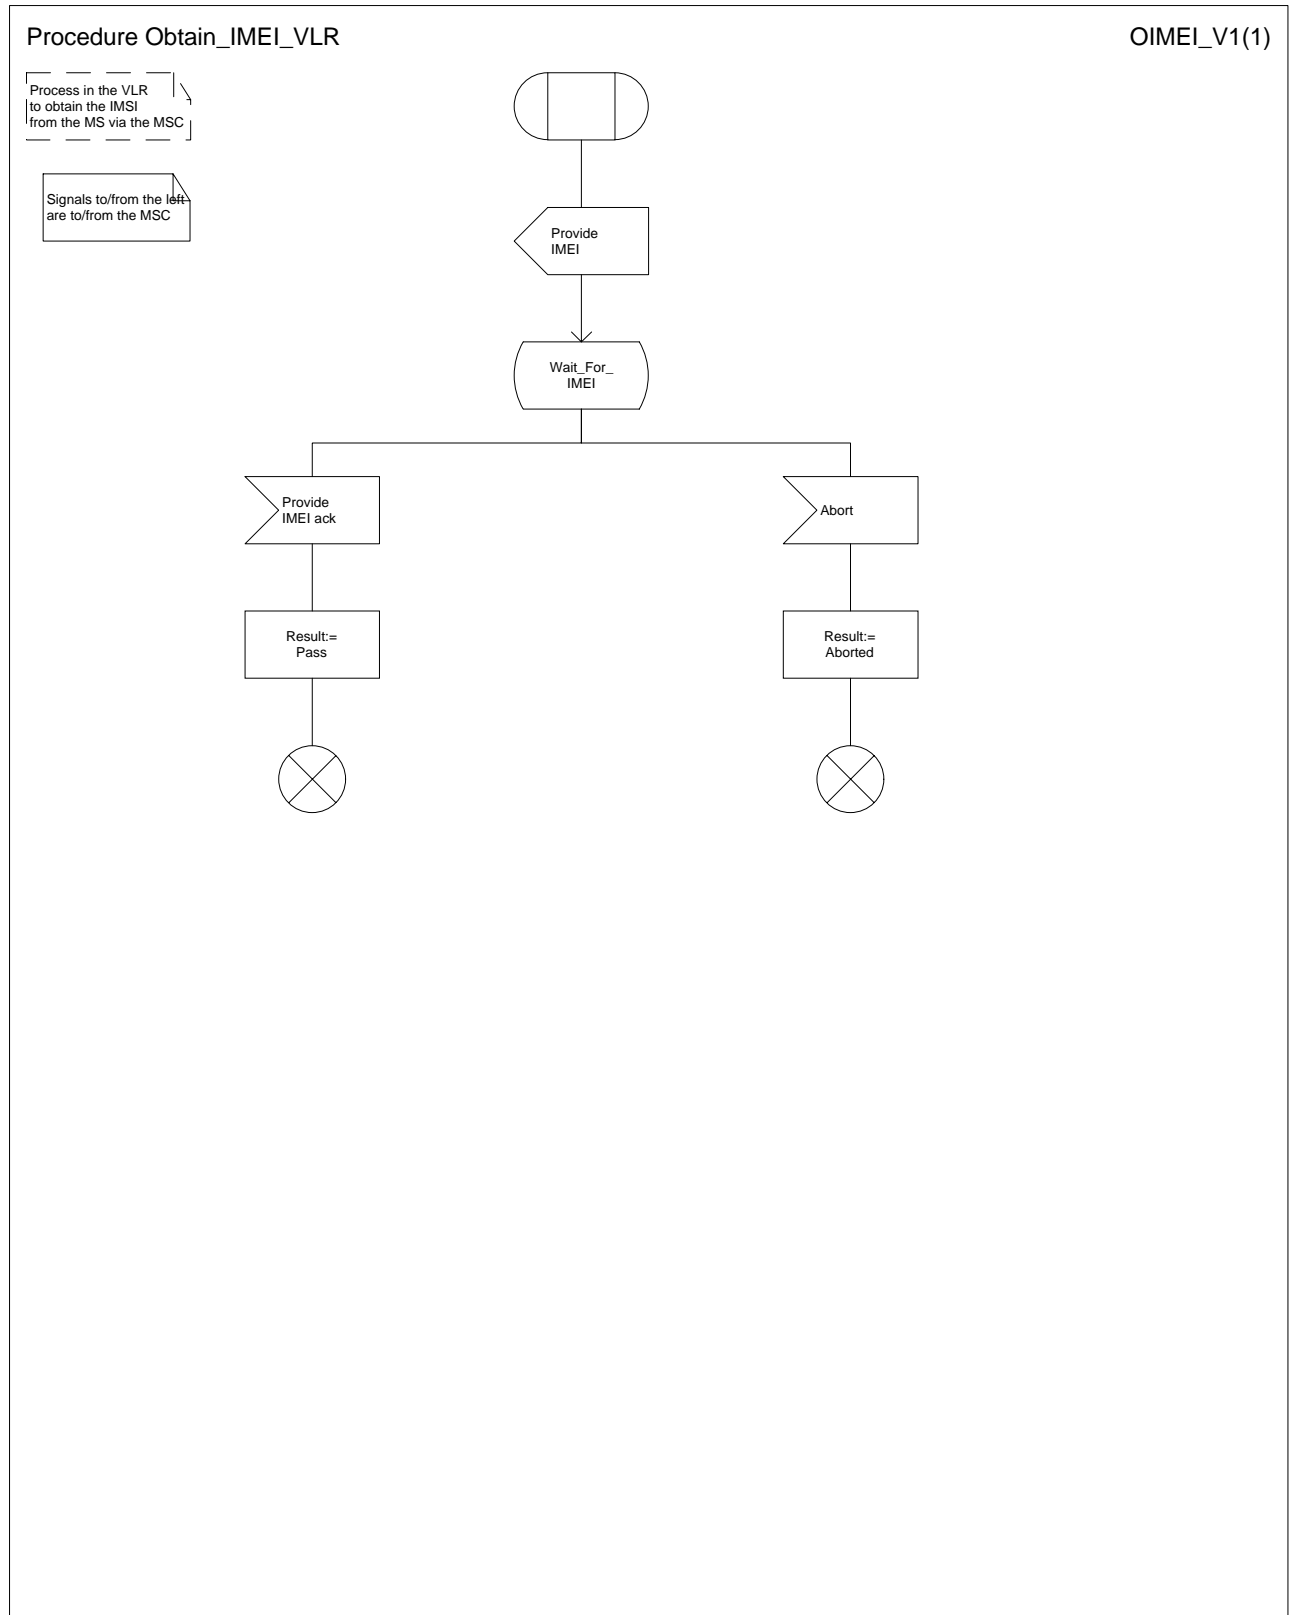 Procedure Obtain_IMEI_VLR
OIMEI_V1(1)
Process in the VLR
to obtain the IMSI
from the MS via the MSC
Signals to/from the left
are to/from the MSC
Provide
IMEI
Wait_For_
IMEI
Provide
IMEI ack
Abort
Result:=
Pass
Result:=
Aborted